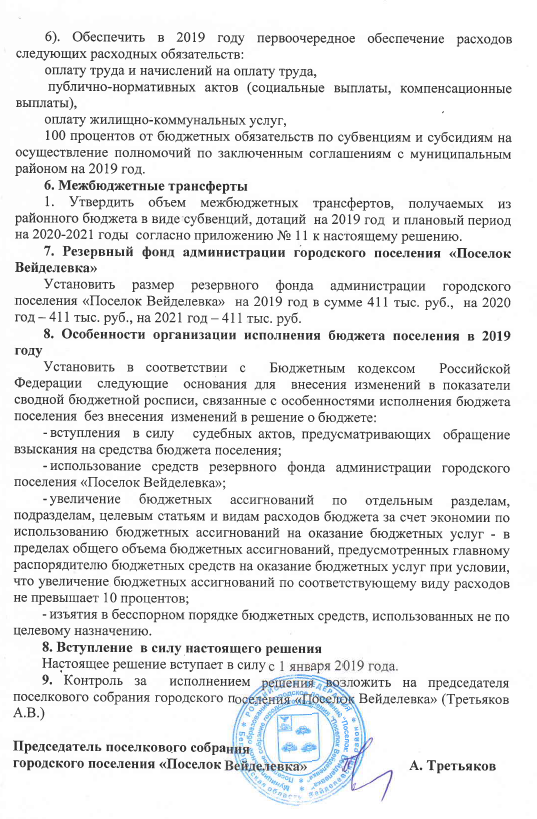 6). Обеспечить в 2019 году первоочередное обеспечение расходов
следующих расходных обязательств:
оплату труда и начислений на оплату труда,
публично-нормативных актов (социальные выплаты, компенсационные
выплаты),
оплату жилищно-коммунальных услуг,
100 процентов от бюджетных обязательств по субвенциям и субсидиям на
осуществление полномочий по заключенным соглашениям с муниципальным
районом на 2019 год.
6. Межбюджетные трансферты
1. Утвердить объем межбюджетных трансфертов, получаемых из
районного бюджета в виде субвенций, дотаций на 2019 год и плановый период
на 2020-2021 годы согласно приложению № 11 к настоящему решению.
7. Резервный фонд администрации городского поселения «Поселок
Вейделевка»
Установить размер резервного фонда администрации городского
поселения «Поселок Вейделевка» на 2019 год в сумме 411 тыс. руб., на 2020
год – 411 тыс. руб., на 2021 год – 411 тыс. руб.
8. Особенности организации исполнения бюджета поселения в 2019
году
Установить в соответствии с Бюджетным кодексом Российской
Федерации следующие основания для внесения изменений в показатели
сводной бюджетной росписи, связанные с особенностями исполнения бюджета
поселения без внесения изменений в решение о бюджете:
- вступления в силу судебных актов, предусматривающих обращение
взыскания на средства бюджета поселения;
- использование средств резервного фонда администрации городского
поселения «Поселок Вейделевка»;
- увеличение бюджетных ассигнований по отдельным разделам,
подразделам, целевым статьям и видам расходов бюджета за счет экономии по
использованию бюджетных ассигнований на оказание бюджетных услуг - в
пределах общего объема бюджетных ассигнований, предусмотренных главному
распорядителю бюджетных средств на оказание бюджетных услуг при условии,
что увеличение бюджетных ассигнований по соответствующему виду расходов
не превышает 10 процентов;
- изъятия в бесспорном порядке бюджетных средств, использованных не по
целевому назначению.
8. Вступление в силу настоящего решения
Настоящее решение вступает в силу с 1 января 2019 года.
9. Контроль за исполнением решения возложить на председателя
поселкового собрания городского поселения «Поселок Вейделевка» (Третьяков
А.В.)
Председатель поселкового собрания
городского поселения «Поселок Вейделевка» А. Третьяков